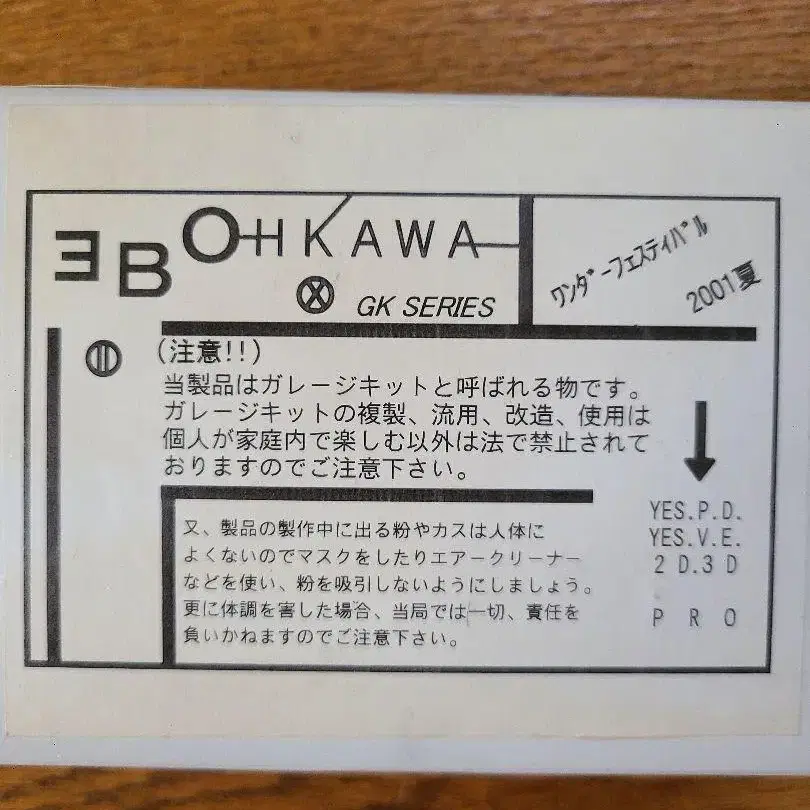 ヨB OHKAWA
GK SERIES
ワンダーフェスティバル
2001夏
(注意!!)
当製品はガレージキットと呼ばれる物です。
ガレージキットの複製、流用、改造、使用は
個人が家庭内で楽しむ以外は法で禁止されて
おりますのでご注意下さい。
又、製品の製作中に出る粉やカスは人体に
よくないのでマスクをしたりエアークリーナー
などを使い、粉を吸引しないようにしましょう。
更に体調を害した場合、当局では一切、責任を
負いかねますのでご注意下さい。
YES.P.D.
YES.V.E.
2 D.3 D
P R O